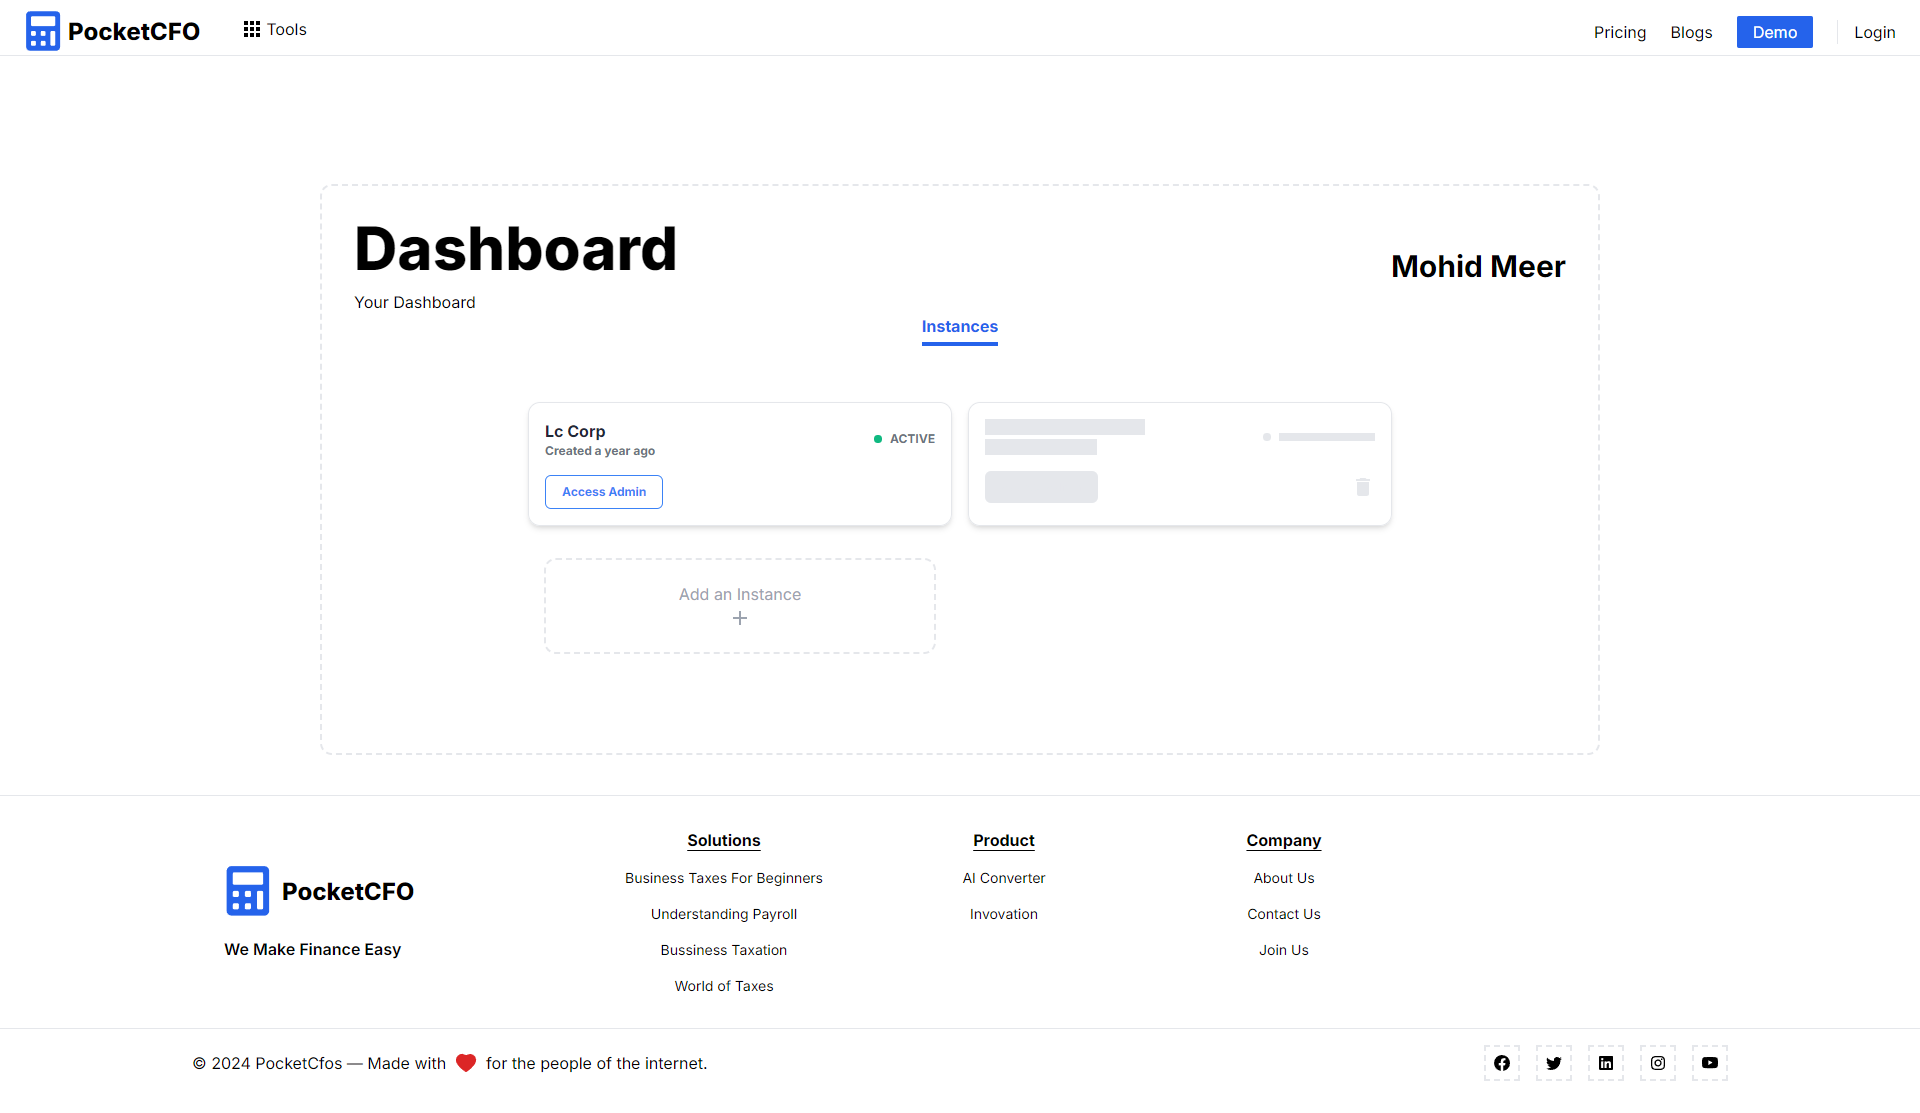 PocketCFO
Tools
Pricing
Blogs
Demo
Login
Dashboard
Mohid Meer
Your Dashboard
Instances
Lc Corp
Created a year ago
ACTIVE
Access Admin
Add an Instance
PocketCFO
We Make Finance Easy
Solutions
Business Taxes For Beginners
Understanding Payroll
Bussiness Taxation
World of Taxes
Product
AI Converter
Invovation
Company
About Us
Contact Us
Join Us
© 2024 PocketCfos — Made with for the people of the internet.